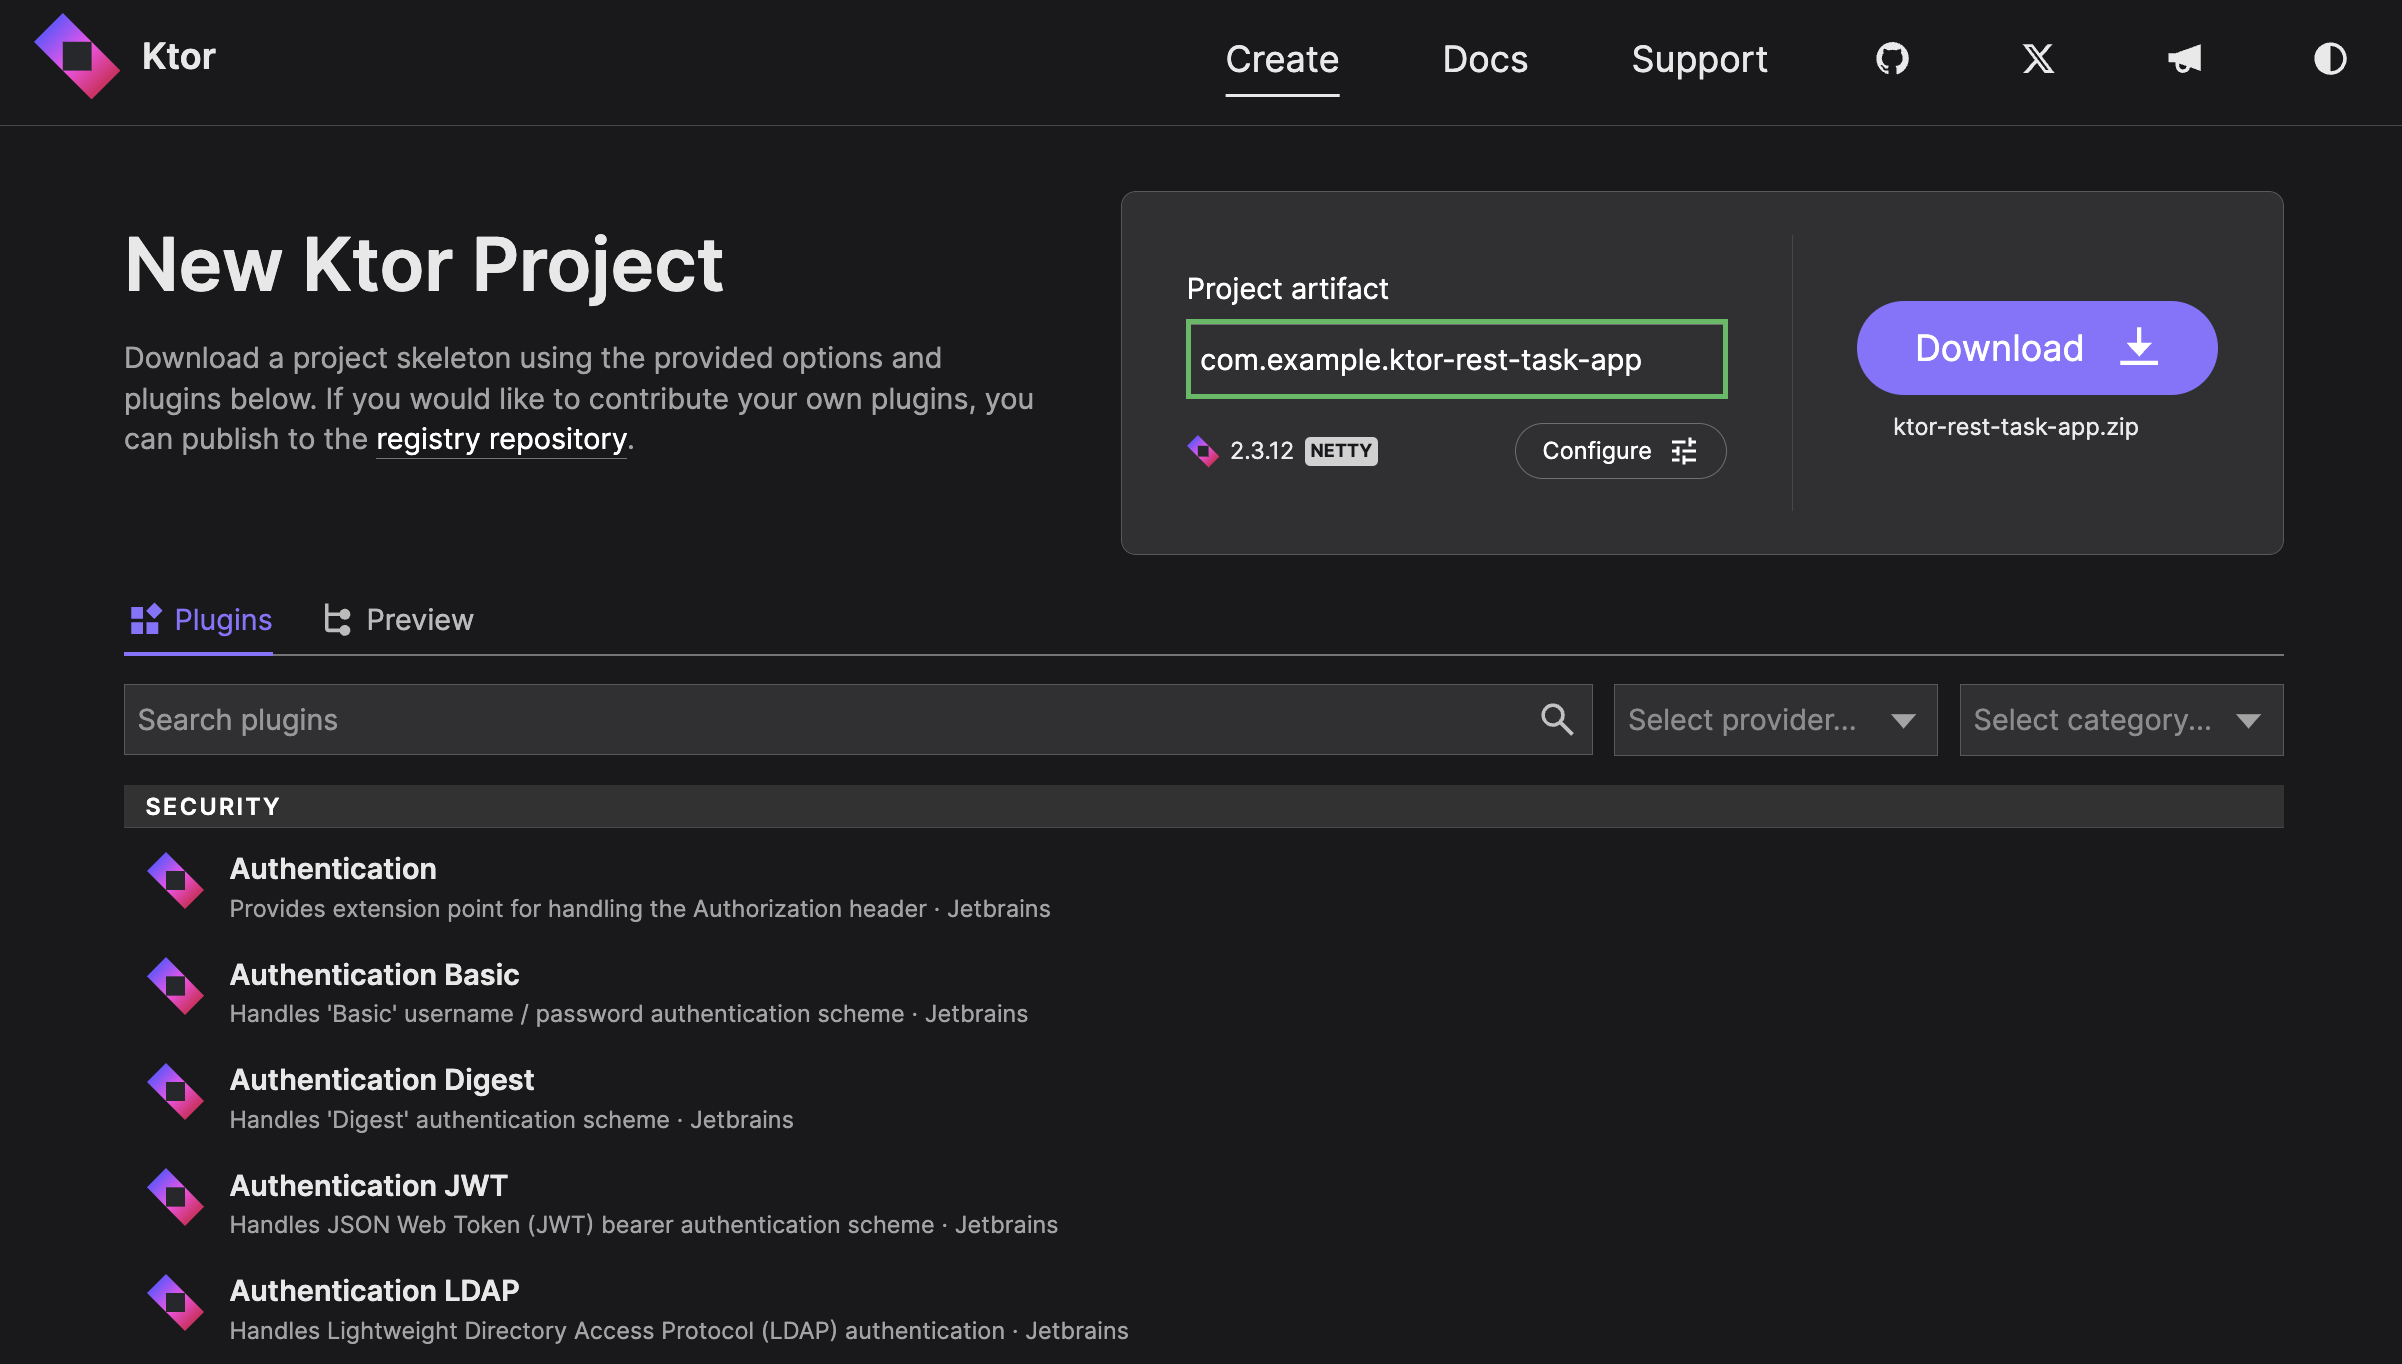 Ktor
Create
Docs
Support
New Ktor Project
Download a project skeleton using the provided options and
plugins below. If you would like to contribute your own plugins, you
can publish to the registry repository.
Project artifact
com.example.ktor-rest-task-app
2.3.12 NETTY
Configure
Download
ktor-rest-task-app.zip
Plugins
Preview
Search plugins
Select provider...
Select category...
SECURITY
Authentication
Provides extension point for handling the Authorization header · Jetbrains
Authentication Basic
Handles 'Basic' username / password authentication scheme · Jetbrains
Authentication Digest
Handles 'Digest' authentication scheme · Jetbrains
Authentication JWT
Handles JSON Web Token (JWT) bearer authentication scheme · Jetbrains
Authentication LDAP
Handles Lightweight Directory Access Protocol (LDAP) authentication · Jetbrains